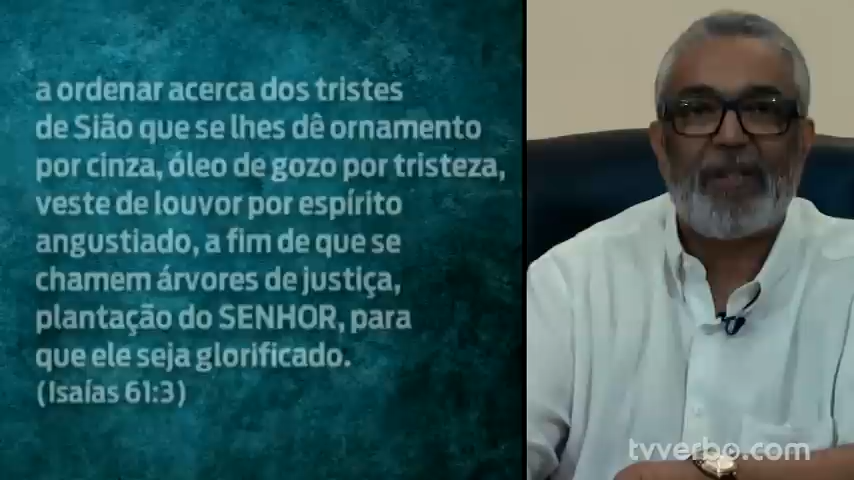 a ordenar acerca dos tristes
de Sião que se lhes dê ornamento
por cinza, óleo de gozo por tristeza,
veste de louvor por espírito
angustiado, a fim de que se
chamem árvores de justiça,
plantação do SENHOR, para
que ele seja glorificado.
(Isaías 61:3)
tvverbo.com